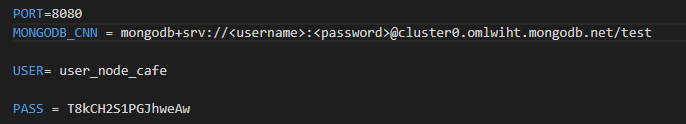 PORT=8080
MONGODB_CNN = mongodb+srv://<username>:<password>@cluster0.omlwiht.mongodb.net/test
USER= user_node_cafe
PASS = T8kCH2S1PGJhweAw